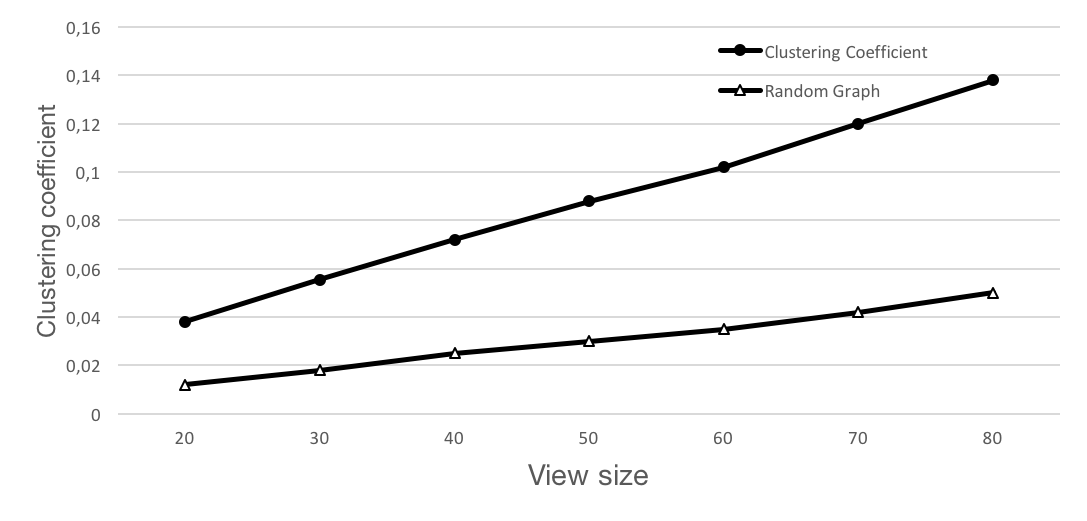 0,16
0,14
0,12
0,1
0,08
0,06
0,04
0,02
0
Clustering coefficient
Clustering Coefficient
Random Graph
20 30 40 50 60 70 80
View size